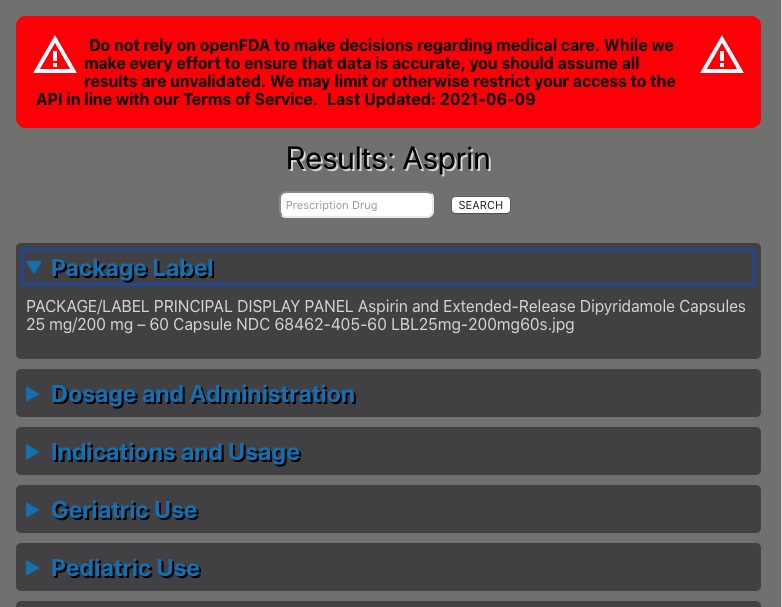 Do not rely on openFDA to make decisions regarding medical care. While we
make every effort to ensure that data is accurate, you should assume all
results are unvalidated. We may limit or otherwise restrict your access to the
API in line with our Terms of Service. Last Updated: 2021-06-09
Results: Asprin
Prescription Drug
SEARCH
Package Label
PACKAGE/LABEL PRINCIPAL DISPLAY PANEL Aspirin and Extended-Release Dipyridamole Capsules
25 mg/200 mg – 60 Capsule NDC 68462-405-60 LBL25mg-200mg60s.jpg
Dosage and Administration
Indications and Usage
Geriatric Use
Pediatric Use